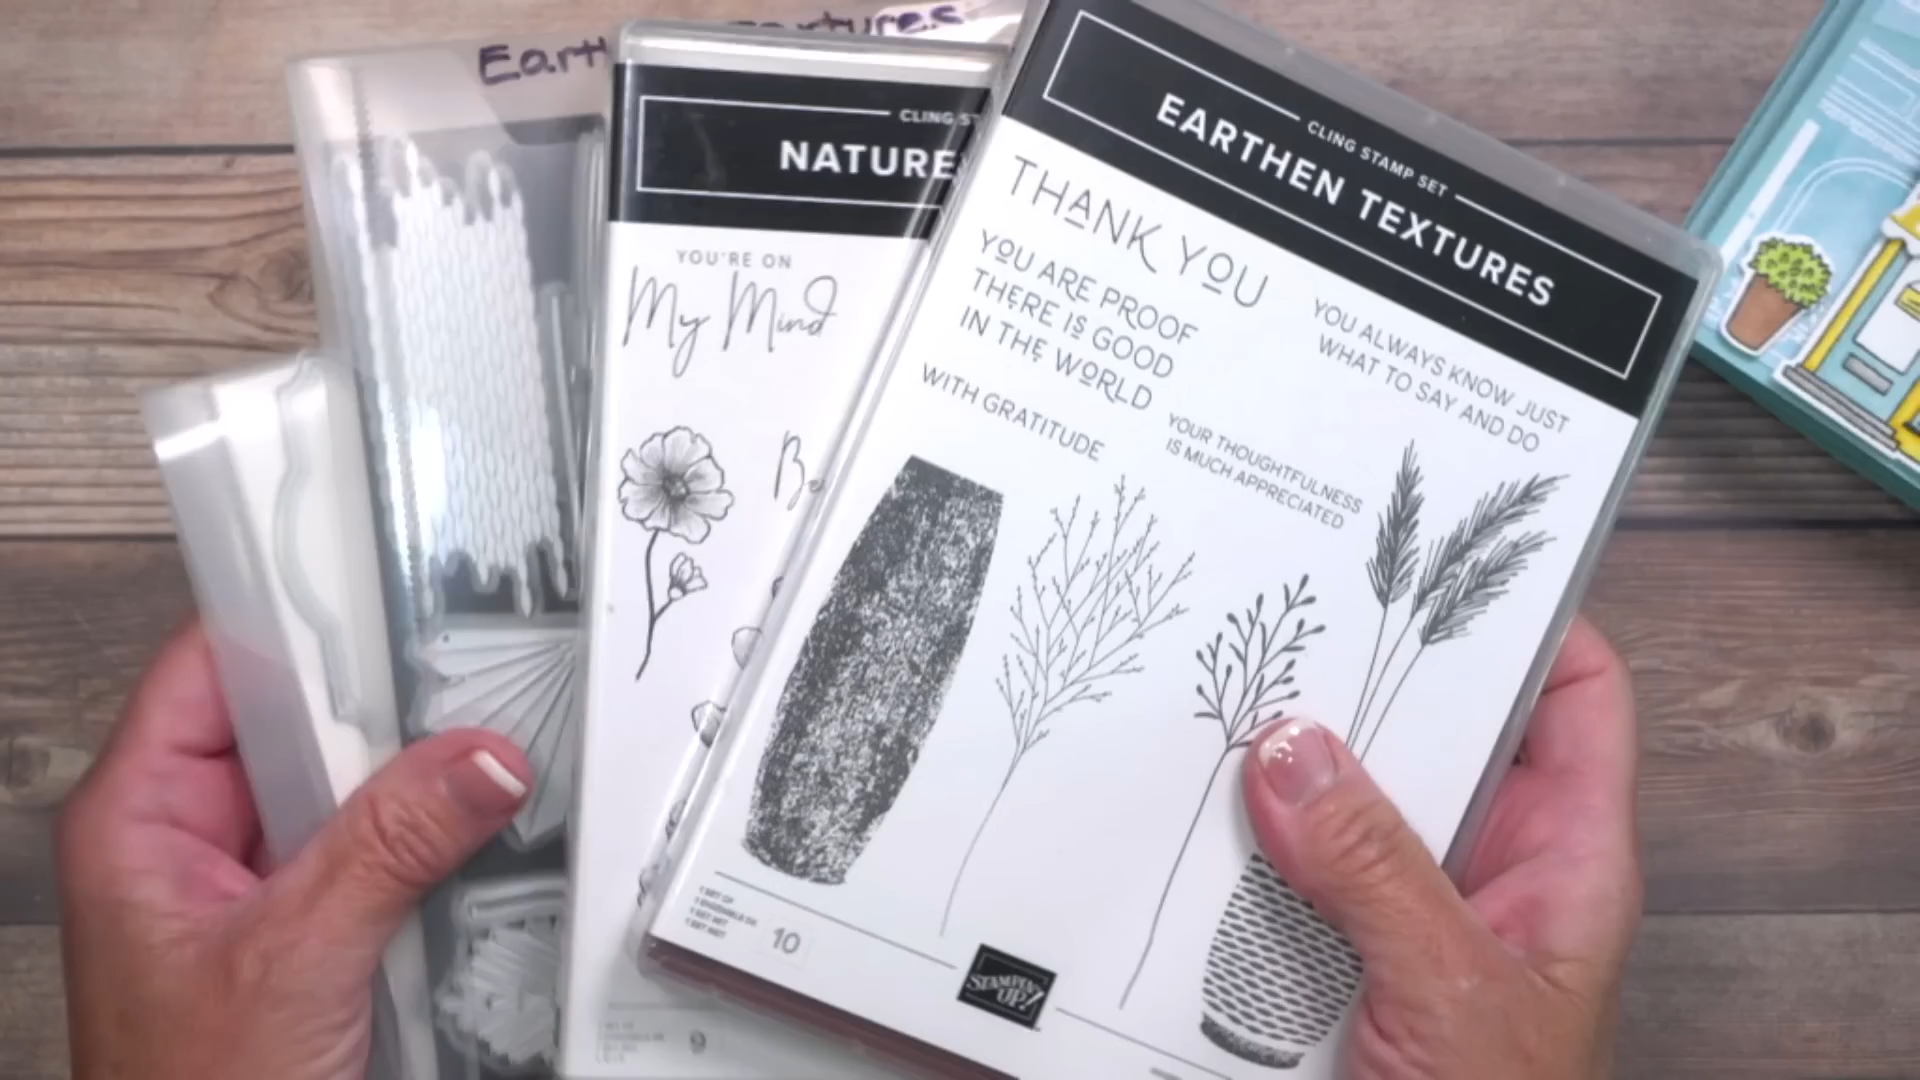 Earth
CLING ST
NATURE
YOU'RE ON
My Mind
CLING STAMP SET
EARTHEN TEXTURES
THANK YOU
YOU ARE PROOF
THERE IS GOOD
IN THE WORLD
YOU ALWAYS KNOW JUST
WHAT TO SAY AND DO
WITH GRATITUDE
YOUR THOUGHTFULNESS
IS MUCH APPRECIATED
10
STAMPIN'
UP!